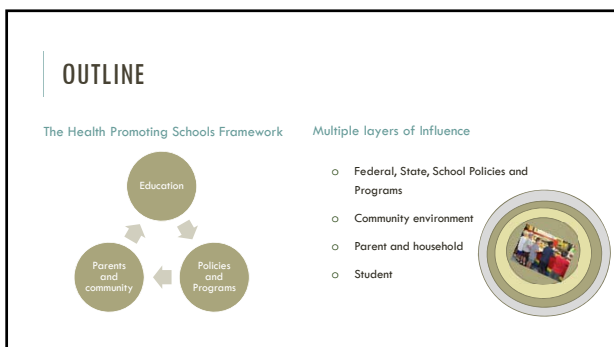 OUTLINE
The Health Promoting Schools Framework
Education
Parents
and
community
Policies
and
Programs
Multiple layers of Influence
o Federal, State, School Policies and
Programs
o Community environment
o Parent and household
o Student